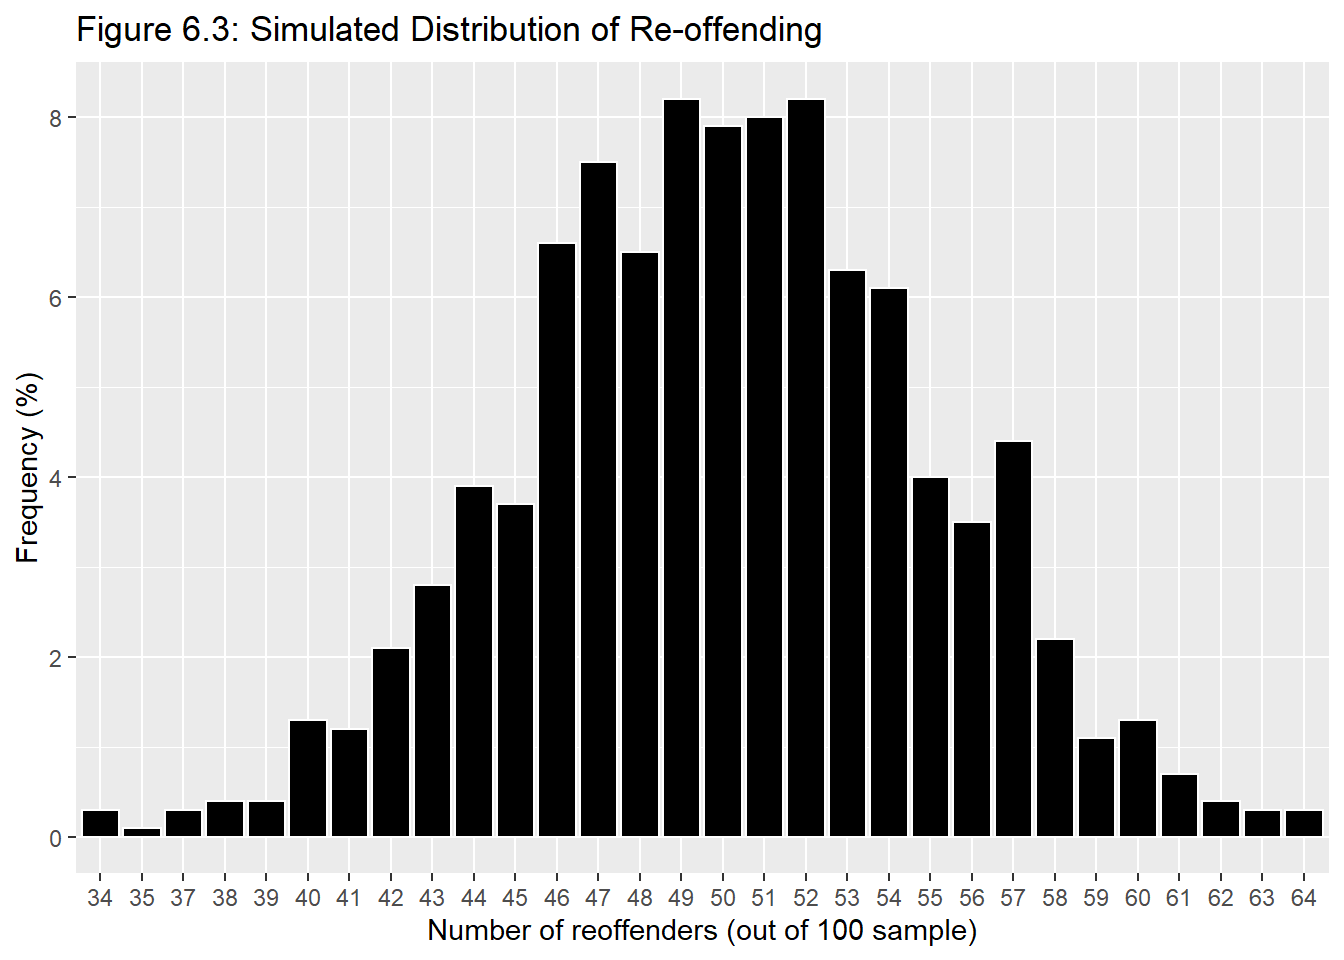 Figure 6.3: Simulated Distribution of Re-offending
8
6
4
2
0
Frequency (%)
34 35 37 38 39 40 41 42 43 44 45 46 47 48 49 50 51 52 53 54 55 56 57 58 59 60 61 62 63 64
Number of reoffenders (out of 100 sample)